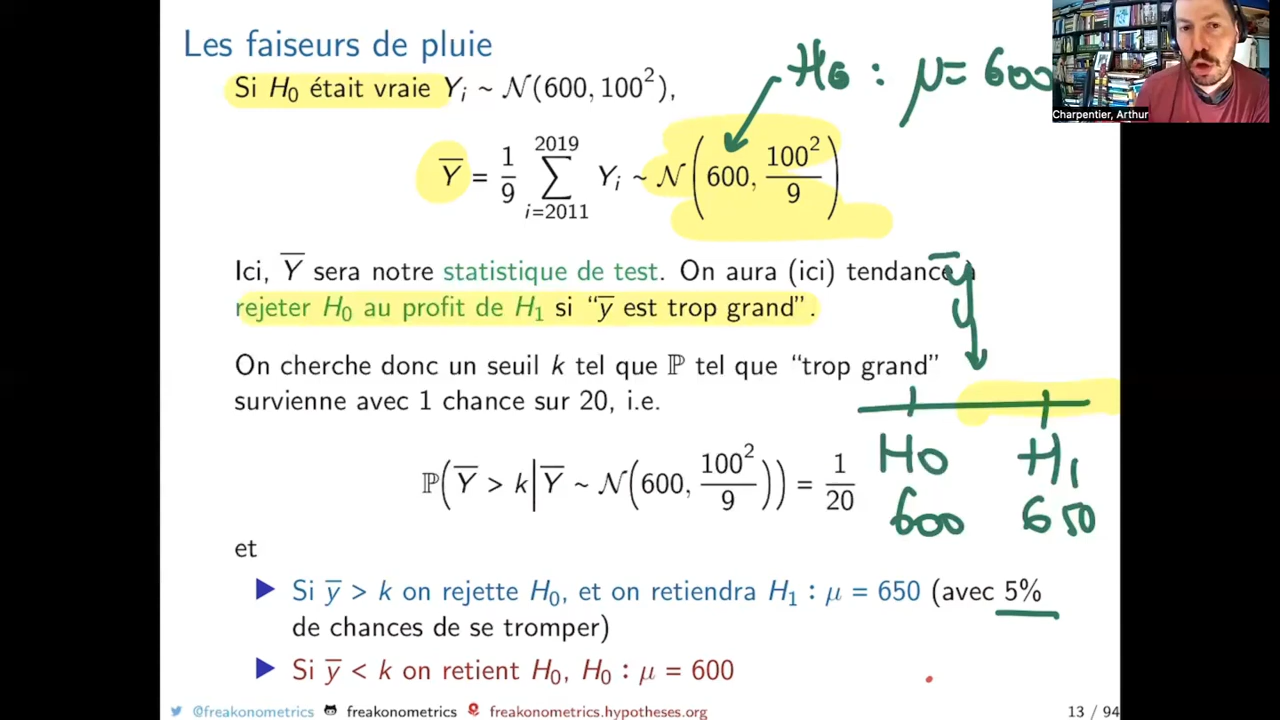 Les faiseurs de pluie
Si H₀ était vraie Yᵢ ~ N(600, 100²),
H0 : μ = 600
Charpentier, Arthur
Y̅ = 1/9 ∑_{i=2011}^{2019} Yᵢ ~ N(600, 100²/9)
Ici, Y̅ sera notre statistique de test. On aura (ici) tendance à
y̅
rejeter H₀ au profit de H₁ si “y̅ est trop grand”.
On cherche donc un seuil k tel que ℙ tel que “trop grand”
survienne avec 1 chance sur 20, i.e.
H0 H1
600 650
ℙ(Y̅ > k|Y̅ ~ N(600, 100²/9)) = 1/20
et
▶ Si y̅ > k on rejette H₀, et on retiendra H₁ : μ = 650 (avec 5%
de chances de se tromper)
▶ Si y̅ < k on retient H₀, H₀ : μ = 600
@freakonometrics freakonometrics freakonometrics.hypotheses.org 13 / 94